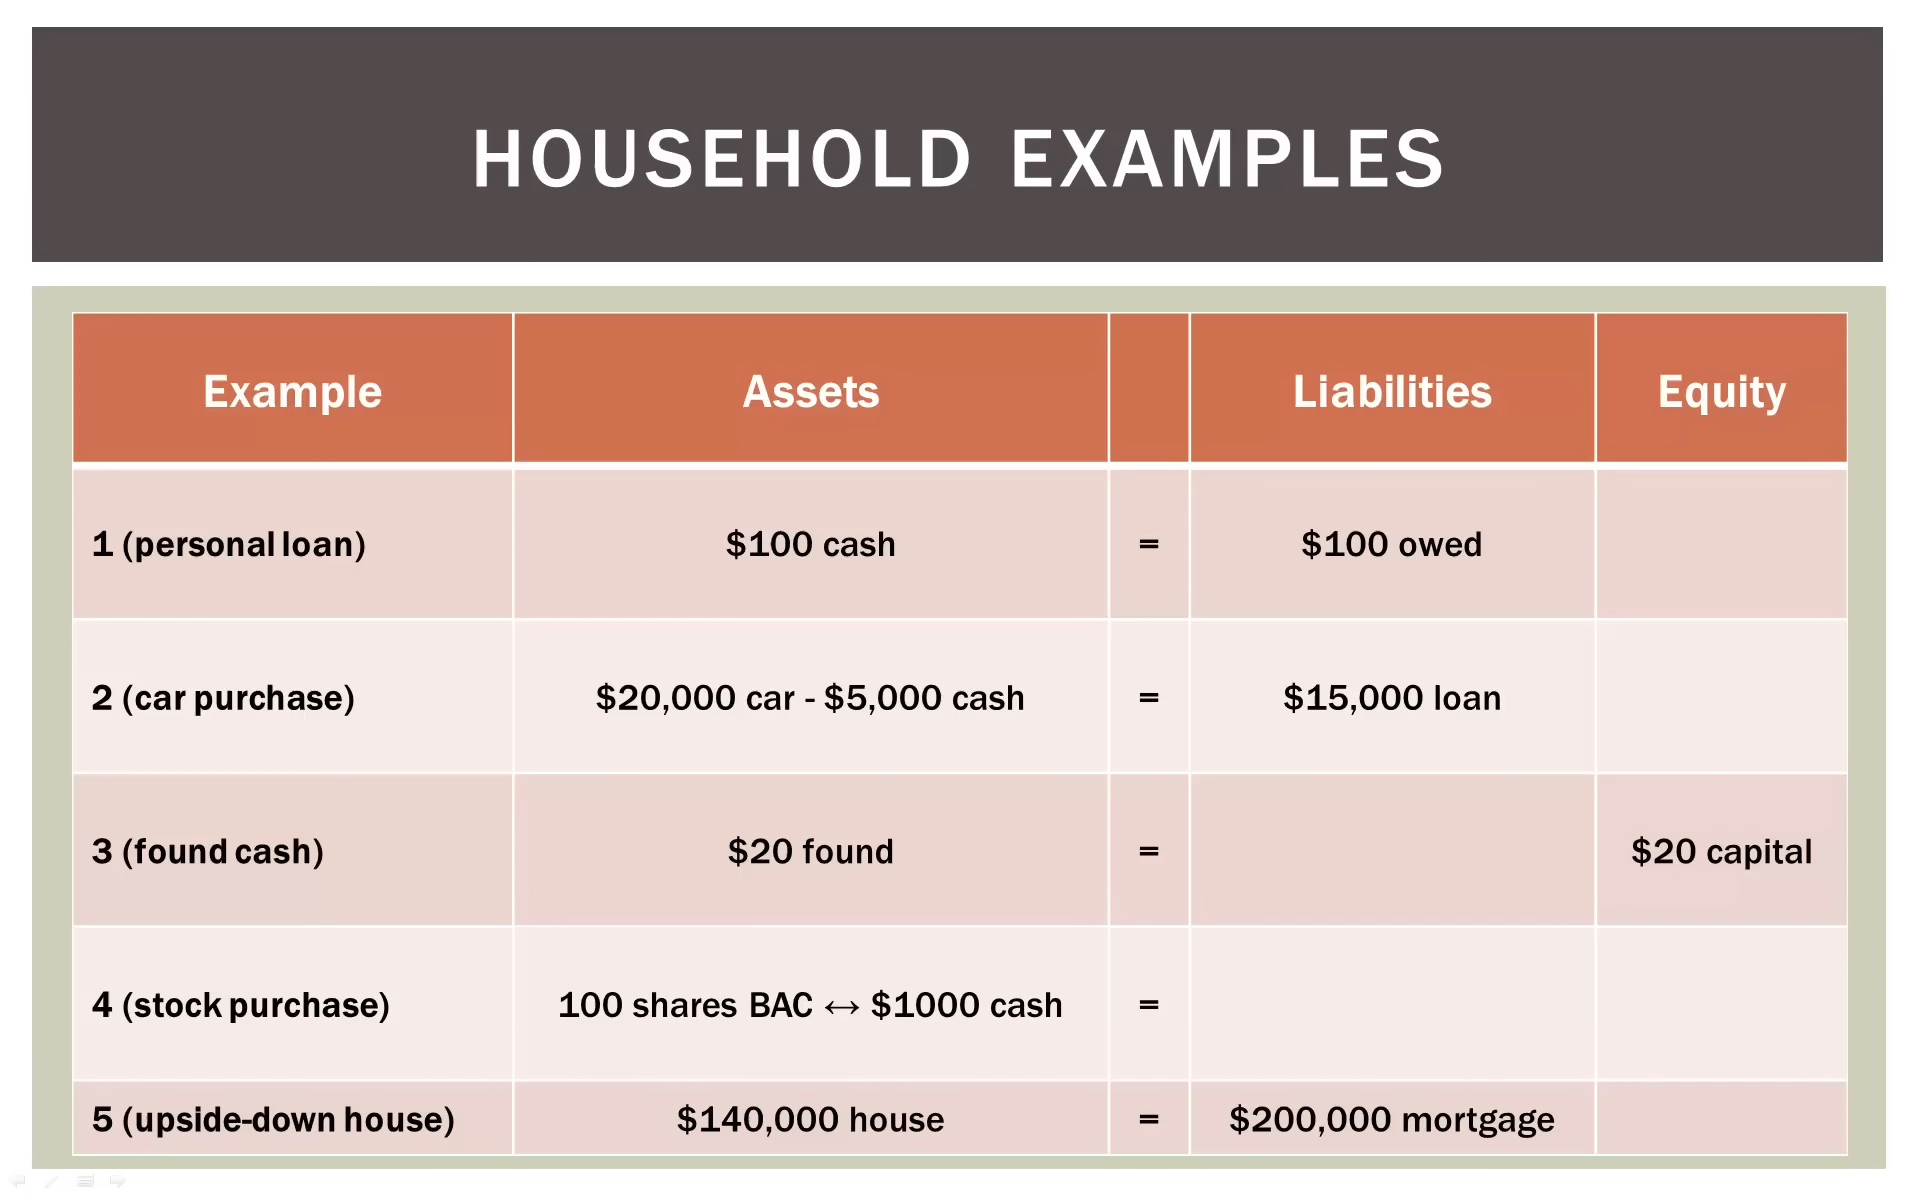 HOUSEHOLD EXAMPLES
Example Assets Liabilities Equity
1 (personal loan) $100 cash = $100 owed
2 (car purchase) $20,000 car - $5,000 cash = $15,000 loan
3 (found cash) $20 found = $20 capital
4 (stock purchase) 100 shares BAC ↔ $1000 cash =
5 (upside-down house) $140,000 house = $200,000 mortgage